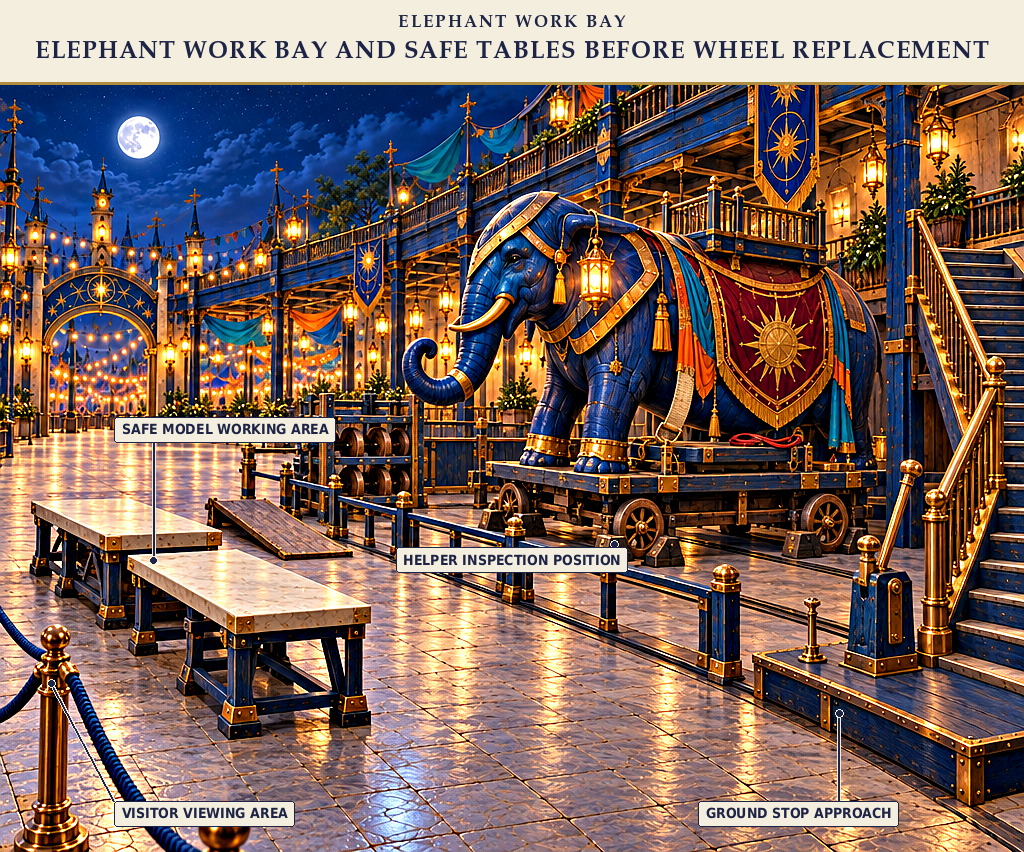 ELEPHANT WORK BAY
ELEPHANT WORK BAY AND SAFE TABLES BEFORE WHEEL REPLACEMENT
SAFE MODEL WORKING AREA
HELPER INSPECTION POSITION
VISITOR VIEWING AREA
GROUND STOP APPROACH